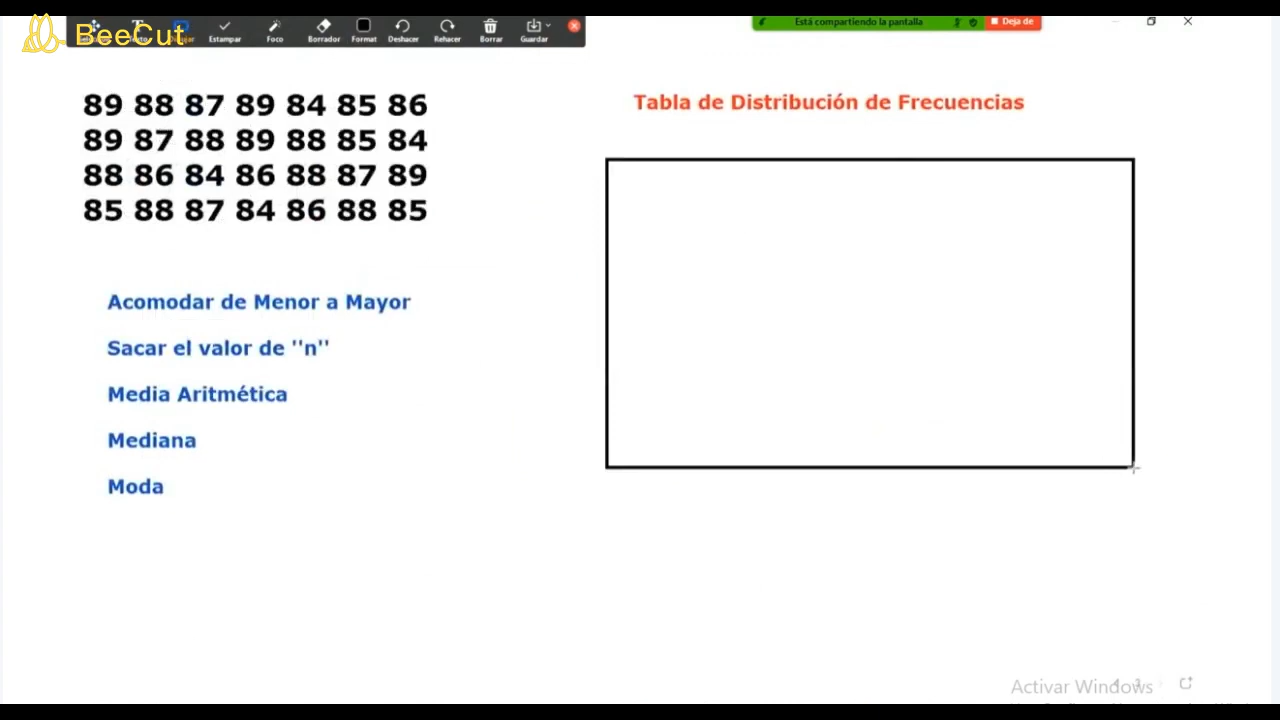 BeeCut
Estampar Foco Borrador Format Deshacer Rehacer Borrar Guardar
Está compartiendo la pantalla Deja de
89 88 87 89 84 85 86
89 87 88 89 88 85 84
88 86 84 86 88 87 89
85 88 87 84 86 88 85
Tabla de Distribución de Frecuencias
Acomodar de Menor a Mayor
Sacar el valor de ''n''
Media Aritmética
Mediana
Moda
Activar Windows